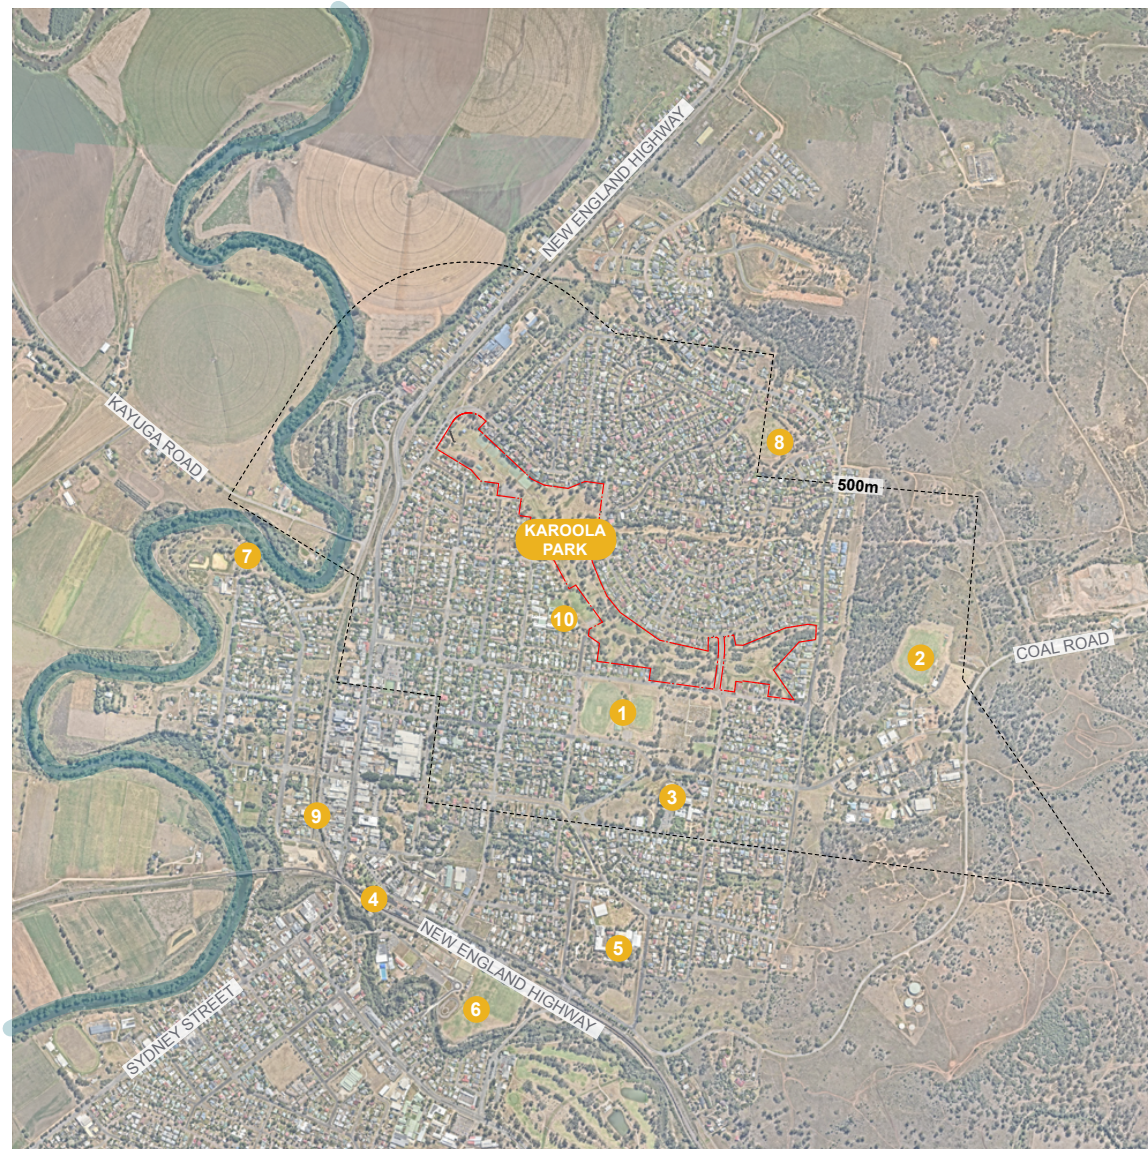 NEW ENGLAND HIGHWAY
KAYUGA ROAD
8
500m
KAROOLA
PARK
7
10
COAL ROAD
2
1
3
9
4
NEW ENGLAND HIGHWAY
5
6
SYDNEY STREET